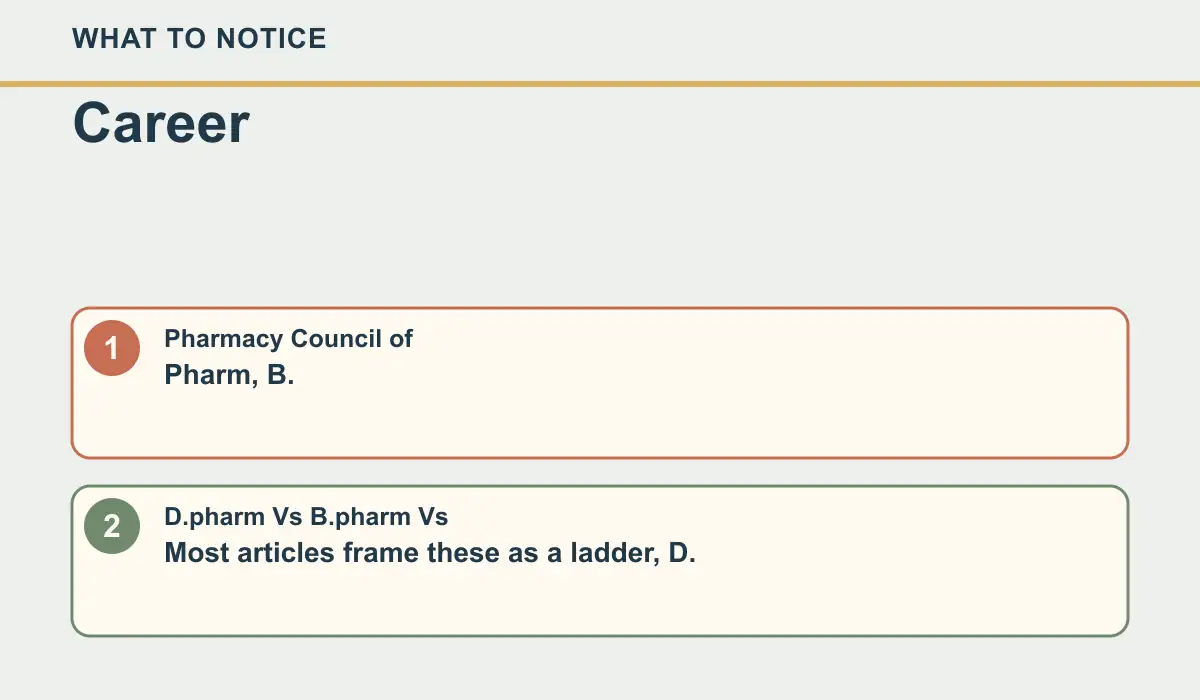 WHAT TO NOTICE
Career
1
Pharmacy Council of
Pharm, B.
2
D.pharm Vs B.pharm Vs
Most articles frame these as a ladder, D.